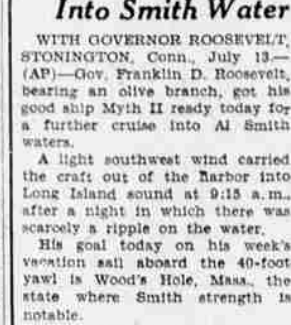 Into Smith Water
WITH GOVERNOR ROOSEVELT,
STONINGTON, Conn., July 13.—
(AP)—Gov. Franklin D. Roosevelt,
bearing an olive branch, got his
good ship Myth II ready today for
a further cruise into Al Smith
waters.
A light southwest wind carried
the craft out of the harbor into
Long Island sound at 9:15 a. m.,
after a night in which there was
scarcely a ripple on the water.
His goal today on his week's
vacation sail aboard the 40-foot
yawl is Wood's Hole, Mass., the
state where Smith strength is
notable.